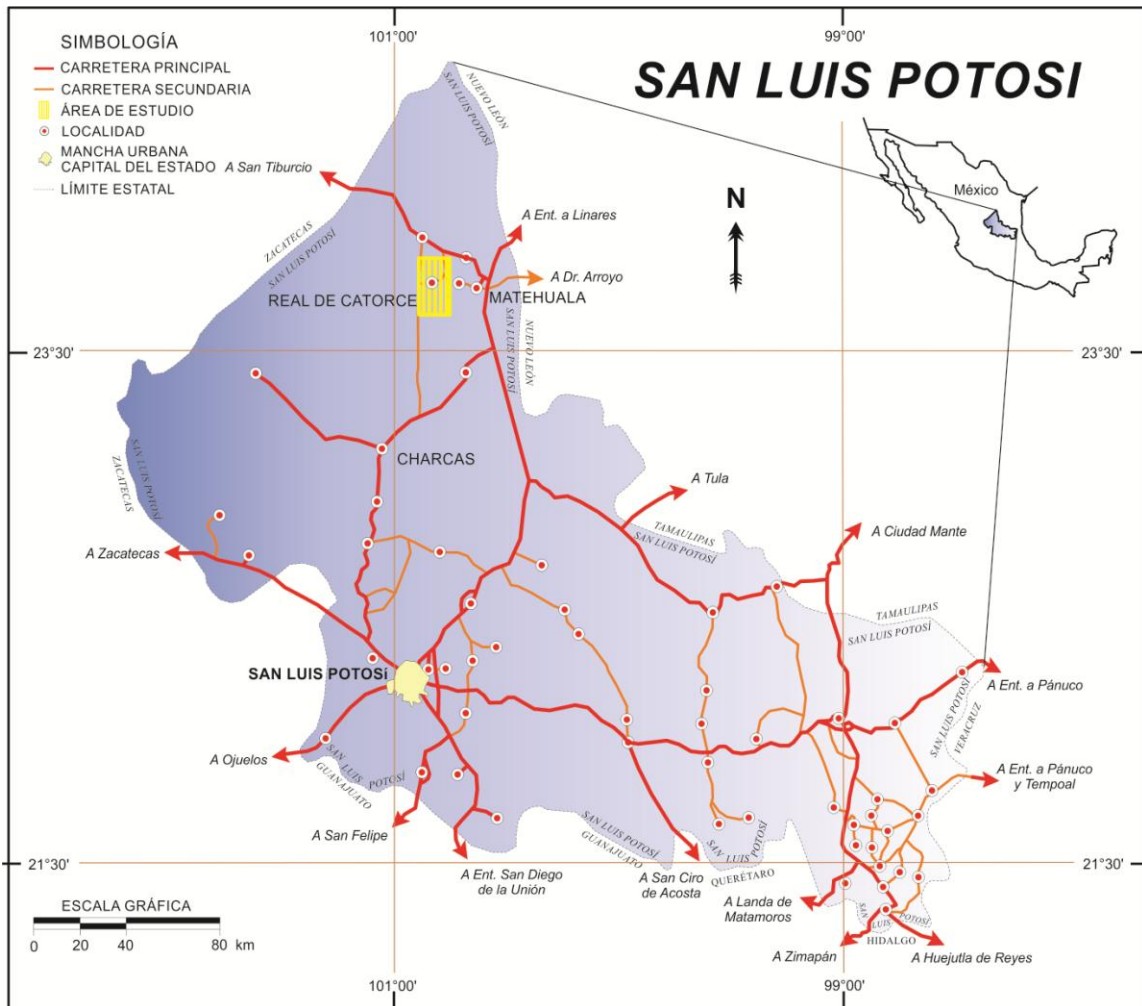 101°00'
99°00'
SAN LUIS POTOSI
SIMBOLOGÍA
CARRETERA PRINCIPAL
CARRETERA SECUNDARIA
ÁREA DE ESTUDIO
LOCALIDAD
MANCHA URBANA
CAPITAL DEL ESTADO
LÍMITE ESTATAL
NUEVO LEÓN
SAN LUIS POTOSÍ
A San Tiburcio
México
N
A Ent. a Linares
ZACATECAS
SAN LUIS POTOSÍ
A Dr. Arroyo
REAL DE CATORCE
MATEHUALA
SAN LUIS POTOSÍ
NUEVO LEÓN
23°30'
23°30'
CHARCAS
SAN LUIS POTOSÍ
ZACATECAS
A Tula
TAMAULIPAS
SAN LUIS POTOSÍ
A Ciudad Mante
A Zacatecas
TAMAULIPAS
SAN LUIS POTOSÍ
SAN LUIS POTOSí
A Ent. a Pánuco
SAN LUIS POTOSÍ
VERACRUZ
A Ojuelos
SAN LUIS POTOSÍ
GUANAJUATO
A Ent. a Pánuco
y Tempoal
A San Felipe
SAN LUIS POTOSÍ
GUANAJUATO
SAN LUIS POTOSÍ
QUERÉTARO
21°30'
21°30'
A Ent. San Diego
de la Unión
A San Ciro
de Acosta
A Landa de
Matamoros
SAN LUIS POTOSÍ
HIDALGO
A Zimapán
A Huejutla de Reyes
ESCALA GRÁFICA
0 20 40 80 km
101°00'
99°00'